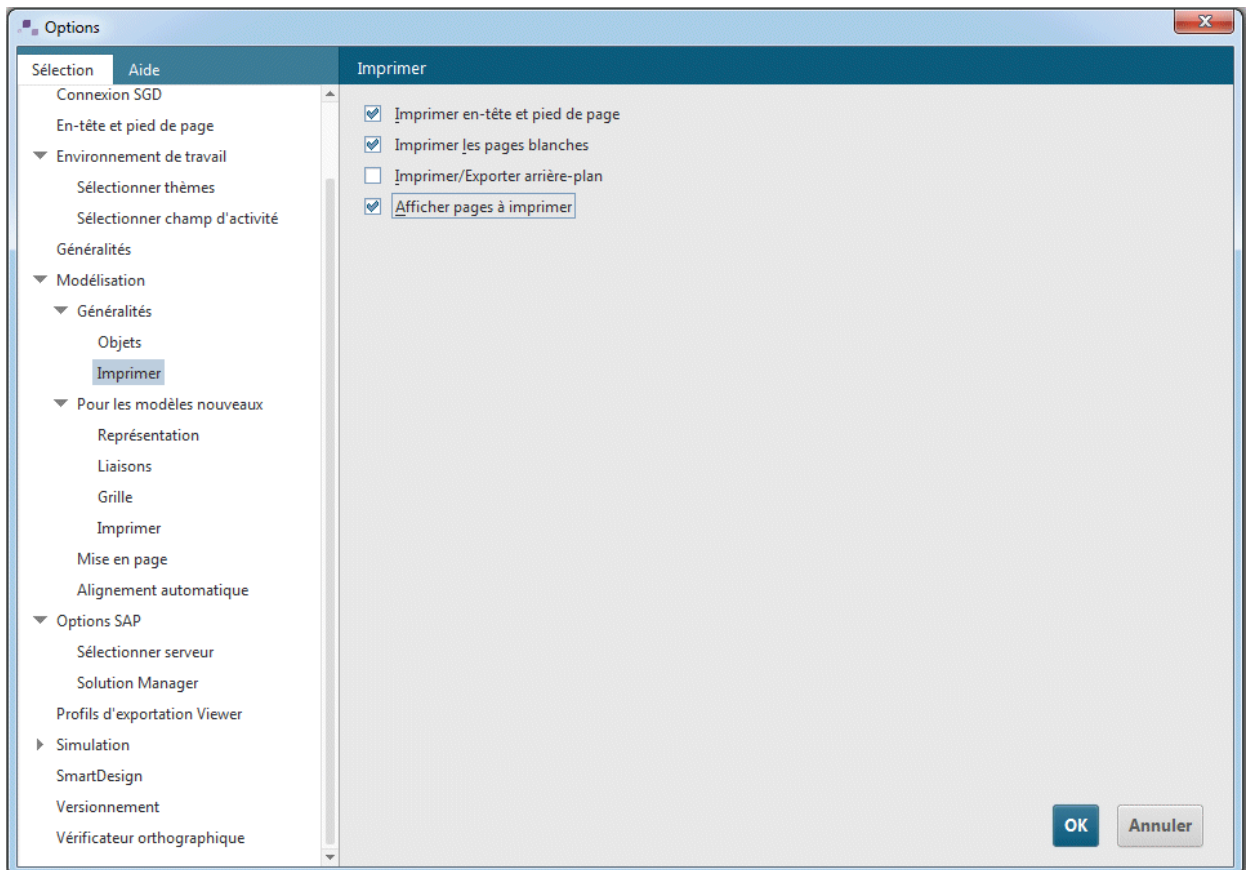 Options
Sélection
Aide
Connexion SGD
En-tête et pied de page
Environnement de travail
Sélectionner thèmes
Sélectionner champ d'activité
Généralités
Modélisation
Généralités
Objets
Imprimer
Pour les modèles nouveaux
Représentation
Liaisons
Grille
Imprimer
Mise en page
Alignement automatique
Options SAP
Sélectionner serveur
Solution Manager
Profils d'exportation Viewer
Simulation
SmartDesign
Versionnement
Vérificateur orthographique
Imprimer
Imprimer en-tête et pied de page
Imprimer les pages blanches
Imprimer/Exporter arrière-plan
Afficher pages à imprimer
OK
Annuler